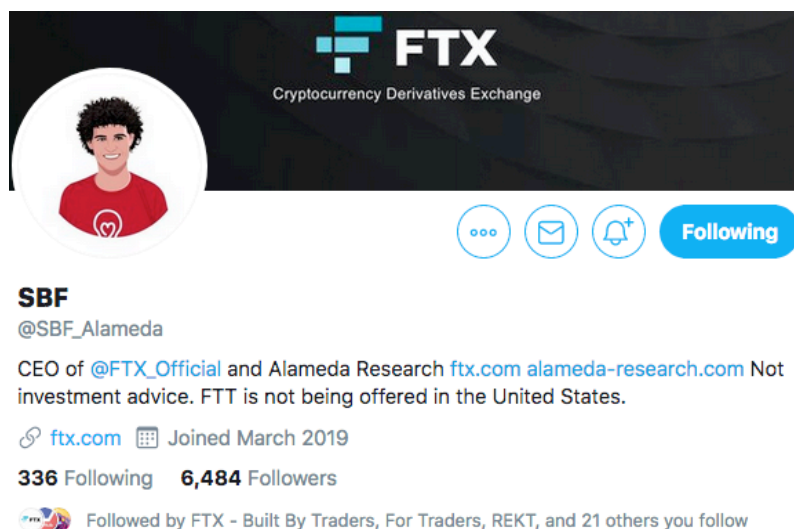 FTX
Cryptocurrency Derivatives Exchange
Following
SBF
@SBF_Alameda
CEO of @FTX_Official and Alameda Research ftx.com alameda-research.com Not
investment advice. FTT is not being offered in the United States.
ftx.com Joined March 2019
336 Following 6,484 Followers
Followed by FTX - Built By Traders, For Traders, REKT, and 21 others you follow